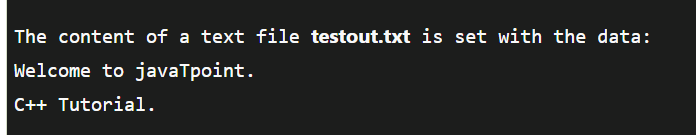 The content of a text file testout.txt is set with the data:
Welcome to javaTpoint.
C++ Tutorial.